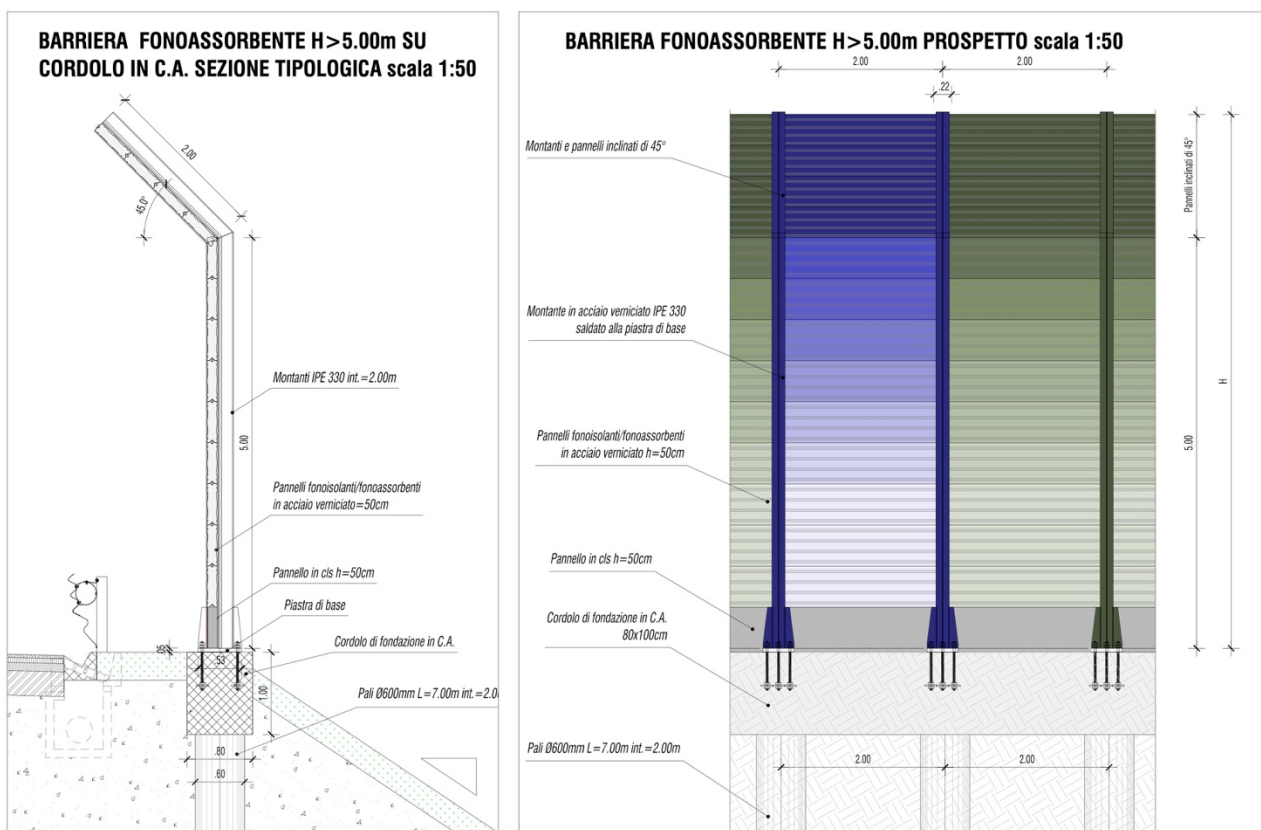 BARRIERA FONOASSORBENTE H>5.00m SU
CORDOLO IN C.A. SEZIONE TIPOLOGICA scala 1:50
2.00
45.0°
Montanti IPE 330 int.=2.00m
5.00
Pannelli fonoisolanti/fonoassorbenti
in acciaio verniciato=50cm
Pannello in cls h=50cm
Piastra di base
Cordolo di fondazione in C.A.
.05
.53
1.00
Pali Ø600mm L=7.00m int.=2.0
.80
.60
BARRIERA FONOASSORBENTE H>5.00m PROSPETTO scala 1:50
2.00
2.00
.22
Montanti e pannelli inclinati di 45°
Pannelli inclinati di 45°
Montante in acciaio verniciato IPE 330
saldato alla piastra di base
H
Pannelli fonoisolanti/fonoassorbenti
in acciaio verniciato h=50cm
5.00
Pannello in cls h=50cm
Cordolo di fondazione in C.A.
80x100cm
Pali Ø600mm L=7.00m int.=2.00m
2.00
2.00